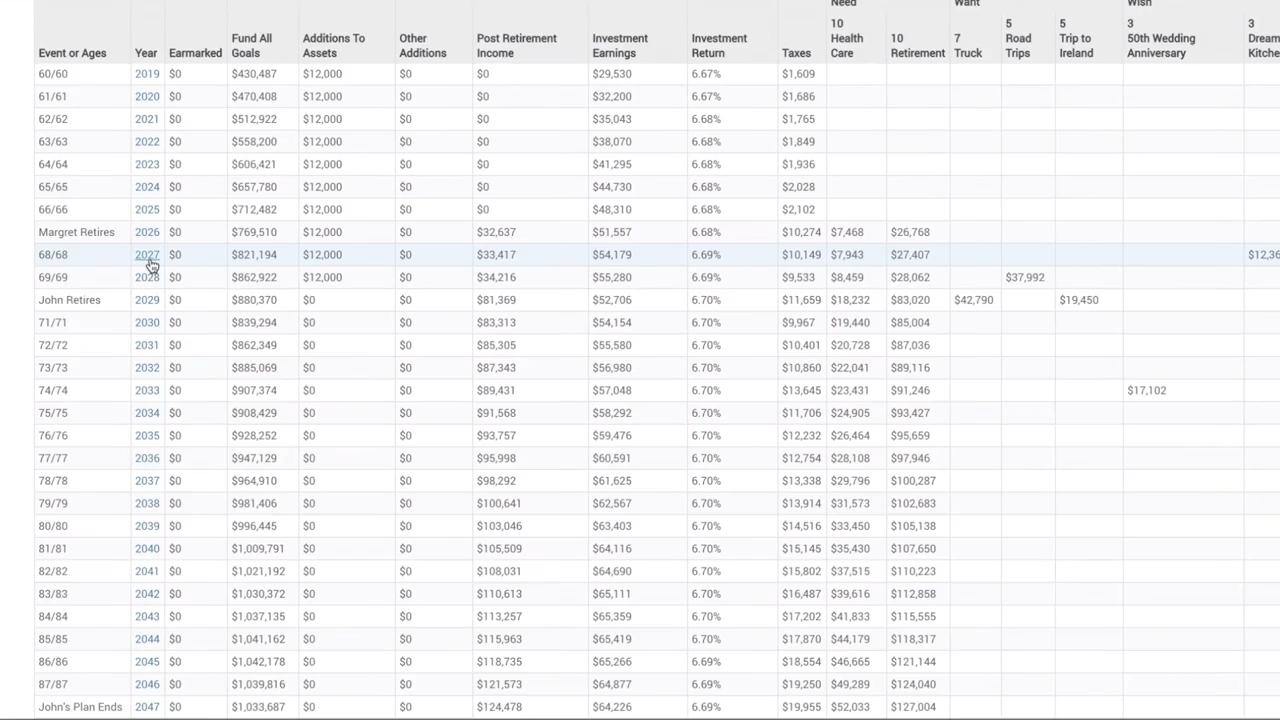 Need Want Wish
10 Health Care 10 Retirement 7 Truck 5 Road Trips 5 Trip to Ireland 3 50th Wedding Anniversary 3 Dream
Event or Ages Year Earmarked Fund All Goals Additions To Assets Other Additions Post Retirement Income Investment Earnings Investment Return Taxes
60/60 2019 $0 $430,487 $12,000 $0 $0 $29,530 6.67% $1,609
61/61 2020 $0 $470,408 $12,000 $0 $0 $32,200 6.67% $1,686
62/62 2021 $0 $512,922 $12,000 $0 $0 $35,043 6.68% $1,765
63/63 2022 $0 $558,200 $12,000 $0 $0 $38,070 6.68% $1,849
64/64 2023 $0 $606,421 $12,000 $0 $0 $41,295 6.68% $1,936
65/65 2024 $0 $657,780 $12,000 $0 $0 $44,730 6.68% $2,028
66/66 2025 $0 $712,482 $12,000 $0 $0 $48,310 6.68% $2,102
Margret Retires 2026 $0 $769,510 $12,000 $0 $32,637 $51,557 6.68% $10,274 $7,468 $26,768
68/68 2027 $0 $821,194 $12,000 $0 $33,417 $54,179 6.69% $10,149 $7,943 $27,407
69/69 2028 $0 $862,922 $12,000 $0 $34,216 $55,280 6.69% $9,533 $8,459 $28,062 $37,992
John Retires 2029 $0 $880,370 $0 $0 $81,369 $52,706 6.70% $11,659 $18,232 $83,020 $42,790 $19,450
71/71 2030 $0 $839,294 $0 $0 $83,313 $54,154 6.70% $9,967 $19,440 $85,004
72/72 2031 $0 $862,349 $0 $0 $85,305 $55,580 6.70% $10,401 $20,728 $87,036
73/73 2032 $0 $885,069 $0 $0 $87,343 $56,980 6.70% $10,860 $22,041 $89,116
74/74 2033 $0 $907,374 $0 $0 $89,431 $57,048 6.70% $13,645 $23,431 $91,246 $17,102
75/75 2034 $0 $908,429 $0 $0 $91,568 $58,292 6.70% $11,706 $24,905 $93,427
76/76 2035 $0 $928,252 $0 $0 $93,757 $59,476 6.70% $12,232 $26,464 $95,659
77/77 2036 $0 $947,129 $0 $0 $95,998 $60,591 6.70% $12,754 $28,108 $97,946
78/78 2037 $0 $964,910 $0 $0 $98,292 $61,625 6.70% $13,338 $29,796 $100,287
79/79 2038 $0 $981,406 $0 $0 $100,641 $62,567 6.70% $13,914 $31,573 $102,683
80/80 2039 $0 $996,445 $0 $0 $103,046 $63,403 6.70% $14,516 $33,450 $105,138
81/81 2040 $0 $1,009,791 $0 $0 $105,509 $64,116 6.70% $15,145 $35,430 $107,650
82/82 2041 $0 $1,021,192 $0 $0 $108,031 $64,690 6.70% $15,802 $37,515 $110,223
83/83 2042 $0 $1,030,372 $0 $0 $110,613 $65,111 6.70% $16,487 $39,616 $112,858
84/84 2043 $0 $1,037,135 $0 $0 $113,257 $65,359 6.70% $17,202 $41,833 $115,555
85/85 2044 $0 $1,041,162 $0 $0 $115,963 $65,419 6.70% $17,870 $44,179 $118,317
86/86 2045 $0 $1,042,178 $0 $0 $118,735 $65,266 6.69% $18,554 $46,665 $121,144
87/87 2046 $0 $1,039,816 $0 $0 $121,573 $64,877 6.69% $19,250 $49,289 $124,040
John's Plan Ends 2047 $0 $1,033,687 $0 $0 $124,478 $64,226 6.69% $19,955 $52,033 $127,004